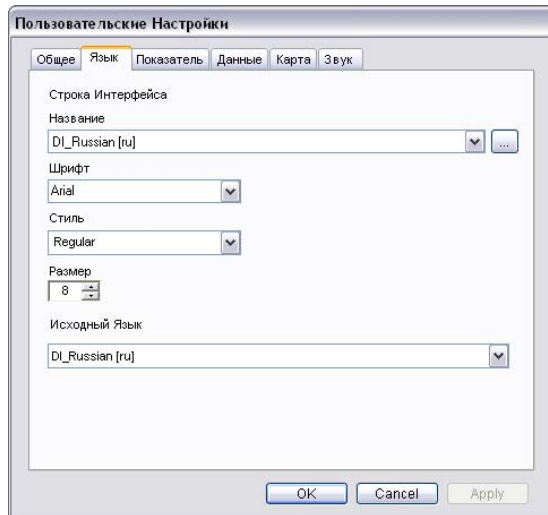 Пользовательские Настройки
Общее Язык Показатель Данные Карта Звук
Строка Интерфейса
Название
DI_Russian [ru] ...
Шрифт
Arial
Стиль
Regular
Размер
8
Исходный Язык
DI_Russian [ru]
OK Cancel Apply